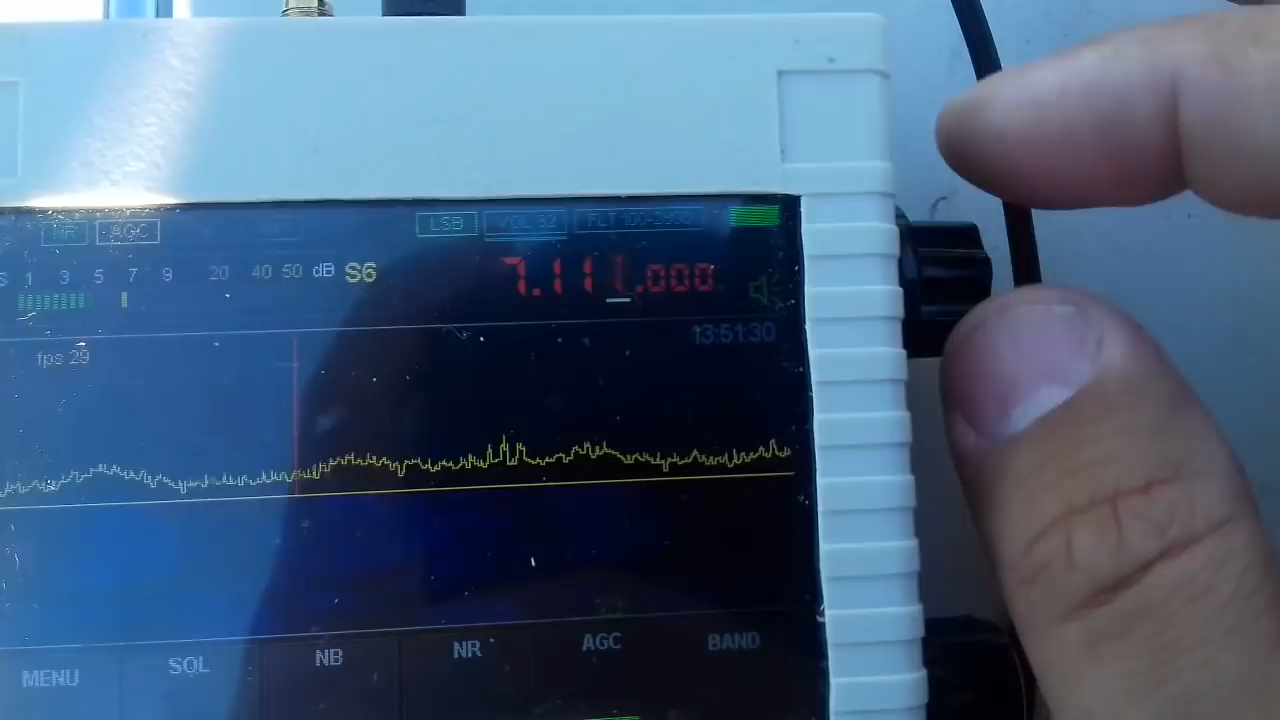 NR AGC LSB VOL 32
S 1 3 5 7 9 20 40 50 dB S6 7.111.000
13:51:30
fps 29
MENU SQL NB NR AGC BAND